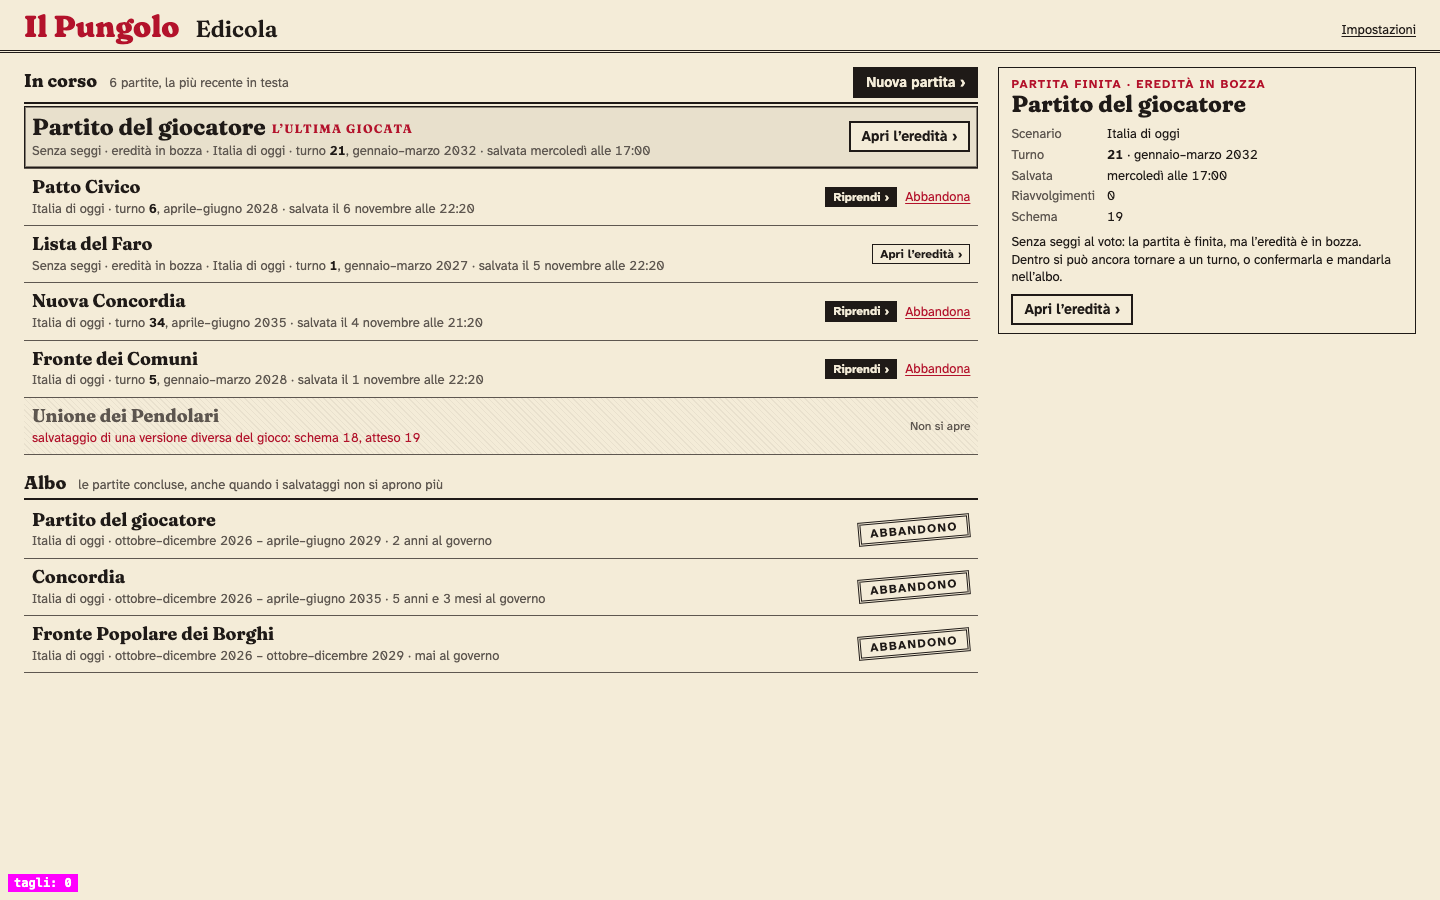 Il Pungolo Edicola
Impostazioni
In corso 6 partite, la più recente in testa
Nuova partita ›
Partito del giocatore L’ULTIMA GIOCATA
Senza seggi · eredità in bozza · Italia di oggi · turno 21, gennaio–marzo 2032 · salvata mercoledì alle 17:00
Apri l’eredità ›
Patto Civico
Italia di oggi · turno 6, aprile–giugno 2028 · salvata il 6 novembre alle 22:20
Riprendi › Abbandona
Lista del Faro
Senza seggi · eredità in bozza · Italia di oggi · turno 1, gennaio–marzo 2027 · salvata il 5 novembre alle 22:20
Apri l’eredità ›
Nuova Concordia
Italia di oggi · turno 34, aprile–giugno 2035 · salvata il 4 novembre alle 21:20
Riprendi › Abbandona
Fronte dei Comuni
Italia di oggi · turno 5, gennaio–marzo 2028 · salvata il 1 novembre alle 22:20
Riprendi › Abbandona
Unione dei Pendolari
salvataggio di una versione diversa del gioco: schema 18, atteso 19
Non si apre
Albo le partite concluse, anche quando i salvataggi non si aprono più
Partito del giocatore
Italia di oggi · ottobre–dicembre 2026 – aprile–giugno 2029 · 2 anni al governo
ABBANDONO
Concordia
Italia di oggi · ottobre–dicembre 2026 – aprile–giugno 2035 · 5 anni e 3 mesi al governo
ABBANDONO
Fronte Popolare dei Borghi
Italia di oggi · ottobre–dicembre 2026 – ottobre–dicembre 2029 · mai al governo
ABBANDONO
PARTITA FINITA · EREDITÀ IN BOZZA
Partito del giocatore
Scenario Italia di oggi
Turno 21 · gennaio–marzo 2032
Salvata mercoledì alle 17:00
Riavvolgimenti 0
Schema 19
Senza seggi al voto: la partita è finita, ma l’eredità è in bozza.
Dentro si può ancora tornare a un turno, o confermarla e mandarla
nell’albo.
Apri l’eredità ›
tagli: 0